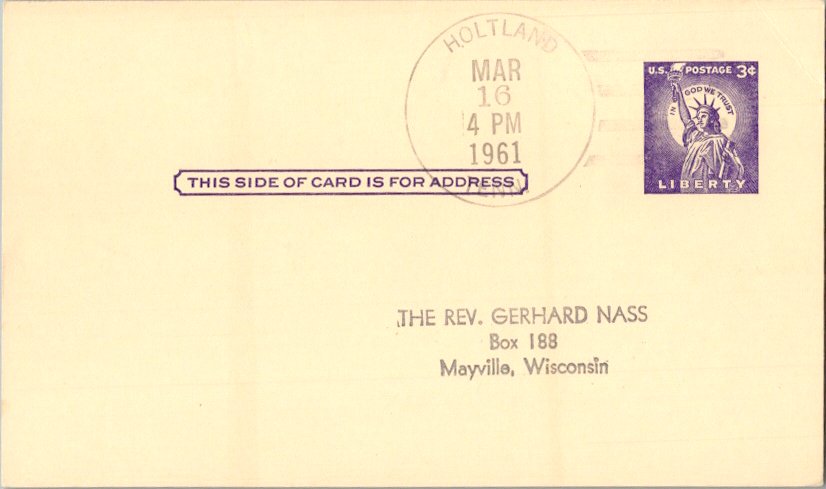 HOLTLAND
MAR
16
4 PM
1961
TENN.
U.S. POSTAGE 3¢
IN GOD WE TRUST
LIBERTY
THIS SIDE OF CARD IS FOR ADDRESS
THE REV. GERHARD NASS
Box 188
Mayville, Wisconsin